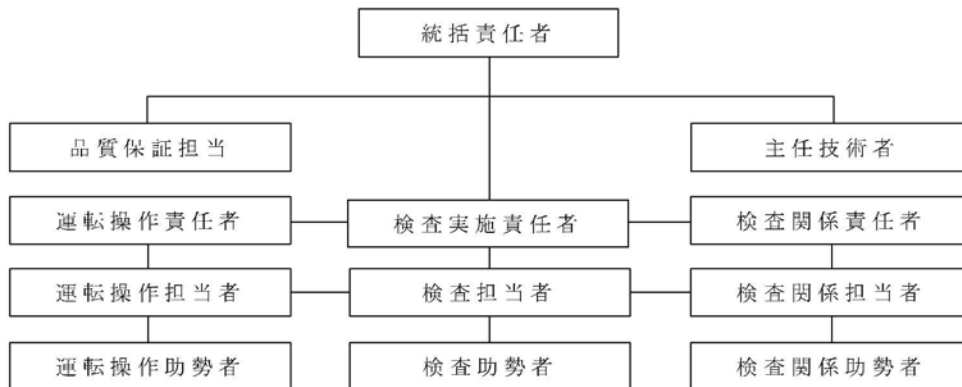 統括責任者
品質保証担当
主任技術者
運転操作責任者
検査実施責任者
検査関係責任者
運転操作担当者
検査担当者
検査関係担当者
運転操作助勢者
検査助勢者
検査関係助勢者